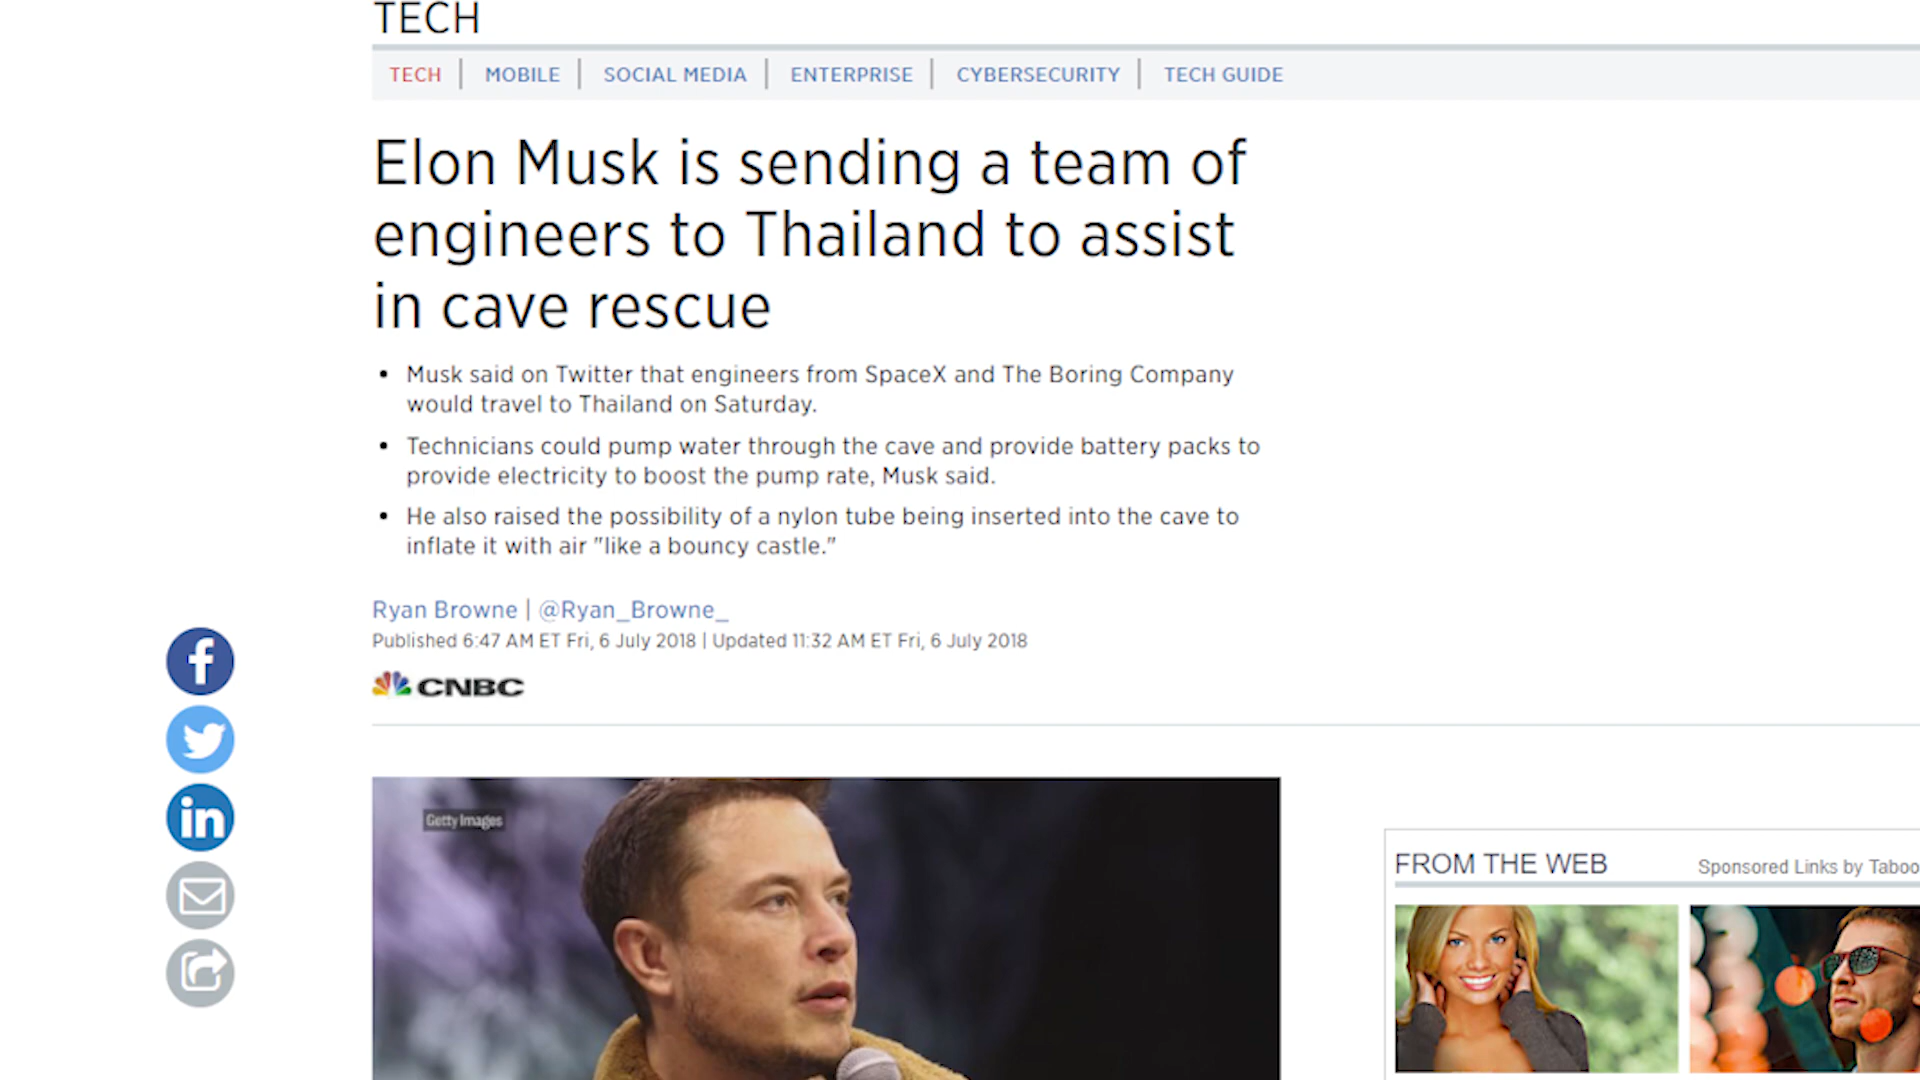 TECH
TECH | MOBILE | SOCIAL MEDIA | ENTERPRISE | CYBERSECURITY | TECH GUIDE
Elon Musk is sending a team of
engineers to Thailand to assist
in cave rescue
• Musk said on Twitter that engineers from SpaceX and The Boring Company
would travel to Thailand on Saturday.
• Technicians could pump water through the cave and provide battery packs to
provide electricity to boost the pump rate, Musk said.
• He also raised the possibility of a nylon tube being inserted into the cave to
inflate it with air "like a bouncy castle."
Ryan Browne | @Ryan_Browne_
Published 6:47 AM ET Fri, 6 July 2018 | Updated 11:32 AM ET Fri, 6 July 2018
CNBC
Getty Images
FROM THE WEB
Sponsored Links by Taboo